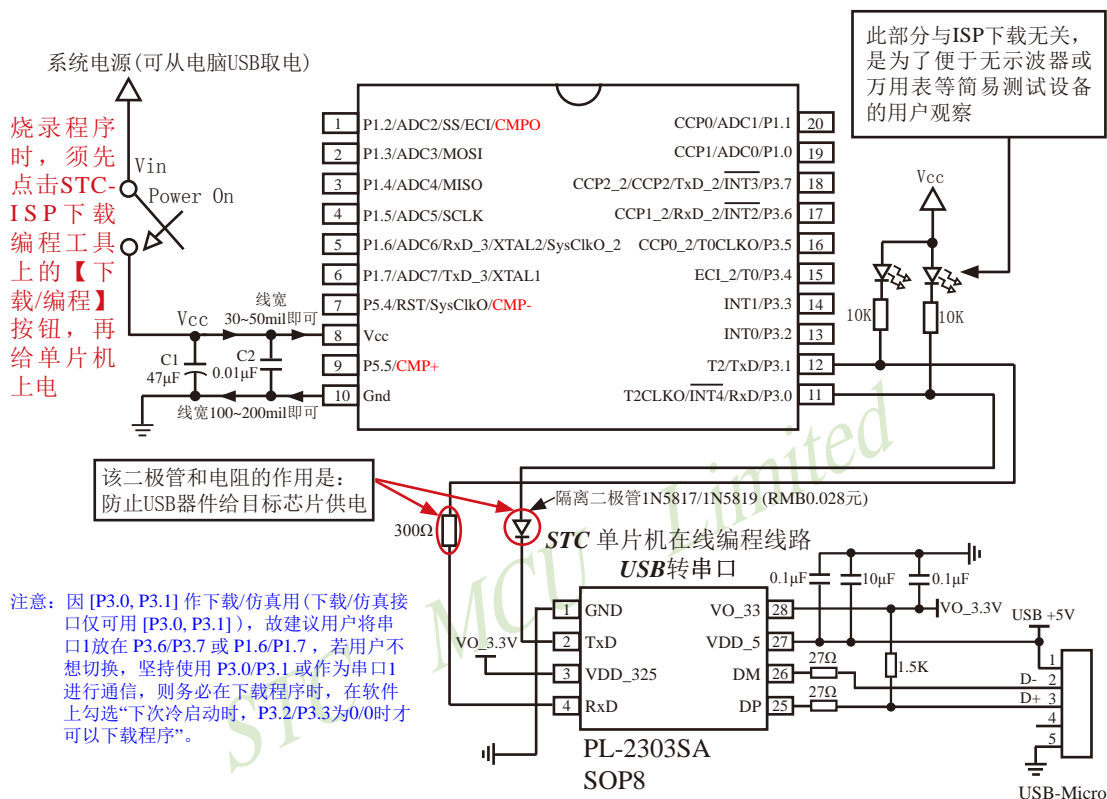 系统电源(可从电脑USB取电)
烧录程序
时，须先
点击STC-
ISP下载
编程工具
上的【下
载/编程】
按钮，再
给单片机
上电
Vin
Power On
Vcc
线宽
30~50mil即可
C1
47μF
C2
0.01μF
线宽100~200mil即可
1 P1.2/ADC2/SS/ECI/CMPO
2 P1.3/ADC3/MOSI
3 P1.4/ADC4/MISO
4 P1.5/ADC5/SCLK
5 P1.6/ADC6/RxD_3/XTAL2/SysClkO_2
6 P1.7/ADC7/TxD_3/XTAL1
7 P5.4/RST/SysClkO/CMP-
8 Vcc
9 P5.5/CMP+
10 Gnd
CCP0/ADC1/P1.1 20
CCP1/ADC0/P1.0 19
CCP2_2/CCP2/TxD_2/INT3/P3.7 18
CCP1_2/RxD_2/INT2/P3.6 17
CCP0_2/T0CLKO/P3.5 16
ECI_2/T0/P3.4 15
INT1/P3.3 14
INT0/P3.2 13
T2/TxD/P3.1 12
T2CLKO/INT4/RxD/P3.0 11
此部分与ISP下载无关，
是为了便于无示波器或
万用表等简易测试设备
的用户观察
Vcc
10K
10K
该二极管和电阻的作用是：
防止USB器件给目标芯片供电
300Ω
隔离二极管1N5817/1N5819 (RMB0.028元)
STC 单片机在线编程线路
USB转串口
1 GND
2 TxD
3 VDD_325
4 RxD
VO_33 28
VDD_5 27
DM 26
DP 25
VO_3.3V
PL-2303SA
SOP8
0.1μF
10μF
0.1μF
VO_3.3V
USB +5V
27Ω
27Ω
1.5K
D-
D+
1
2
3
4
5
USB-Micro
注意：因 [P3.0, P3.1] 作下载/仿真用(下载/仿真接
口仅可用 [P3.0, P3.1] )，故建议用户将串
口1放在 P3.6/P3.7 或 P1.6/P1.7，若用户不
想切换，坚持使用 P3.0/P3.1 或作为串口1
进行通信，则务必在下载程序时，在软件
上勾选“下次冷启动时，P3.2/P3.3为0/0时才
可以下载程序”。
STC MCU Limited